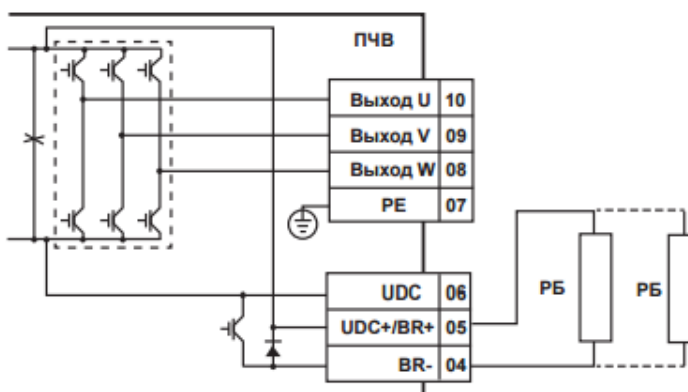 ПЧВ
Выход U 10
Выход V 09
Выход W 08
PE 07
UDC 06
UDC+/BR+ 05
BR- 04
РБ
РБ